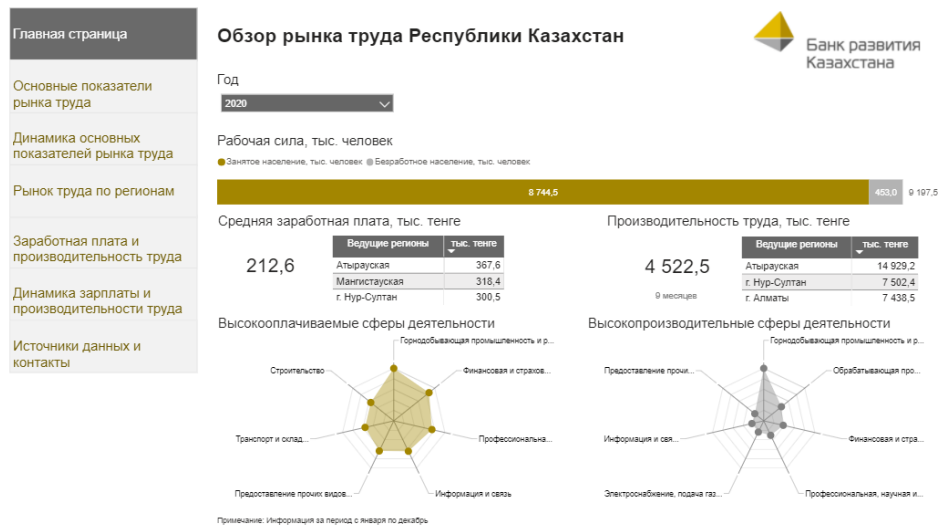 Главная страница
Основные показатели
рынка труда
Динамика основных
показателей рынка труда
Рынок труда по регионам
Заработная плата и
производительность труда
Динамика зарплаты и
производительности труда
Источники данных и
контакты
Обзор рынка труда Республики Казахстан
Банк развития
Казахстана
Год
2020
Рабочая сила, тыс. человек
Занятое население, тыс. человек Безработное население, тыс. человек
8 744,5 453,0 9 197,5
Средняя заработная плата, тыс. тенге
212,6
Ведущие регионы тыс. тенге
Атырауская 367,6
Мангистауская 318,4
г. Нур-Султан 300,5
Производительность труда, тыс. тенге
4 522,5
9 месяцев
Ведущие регионы тыс. тенге
Атырауская 14 929,2
г. Нур-Султан 7 502,4
г. Алматы 7 438,5
Высокооплачиваемые сферы деятельности
Горнодобывающая промышленность и р...
Строительство
Финансовая и страхов...
Транспорт и склад...
Профессиональна...
Предоставление прочих видов...
Информация и связь
Высокопроизводительные сферы деятельности
Горнодобывающая промышленность и р...
Предоставление прочи...
Обрабатывающая про...
Информация и свя...
Финансовая и стра...
Электроснабжение, подача газ...
Профессиональная, научная и...
Примечание: Информация за период с января по декабрь